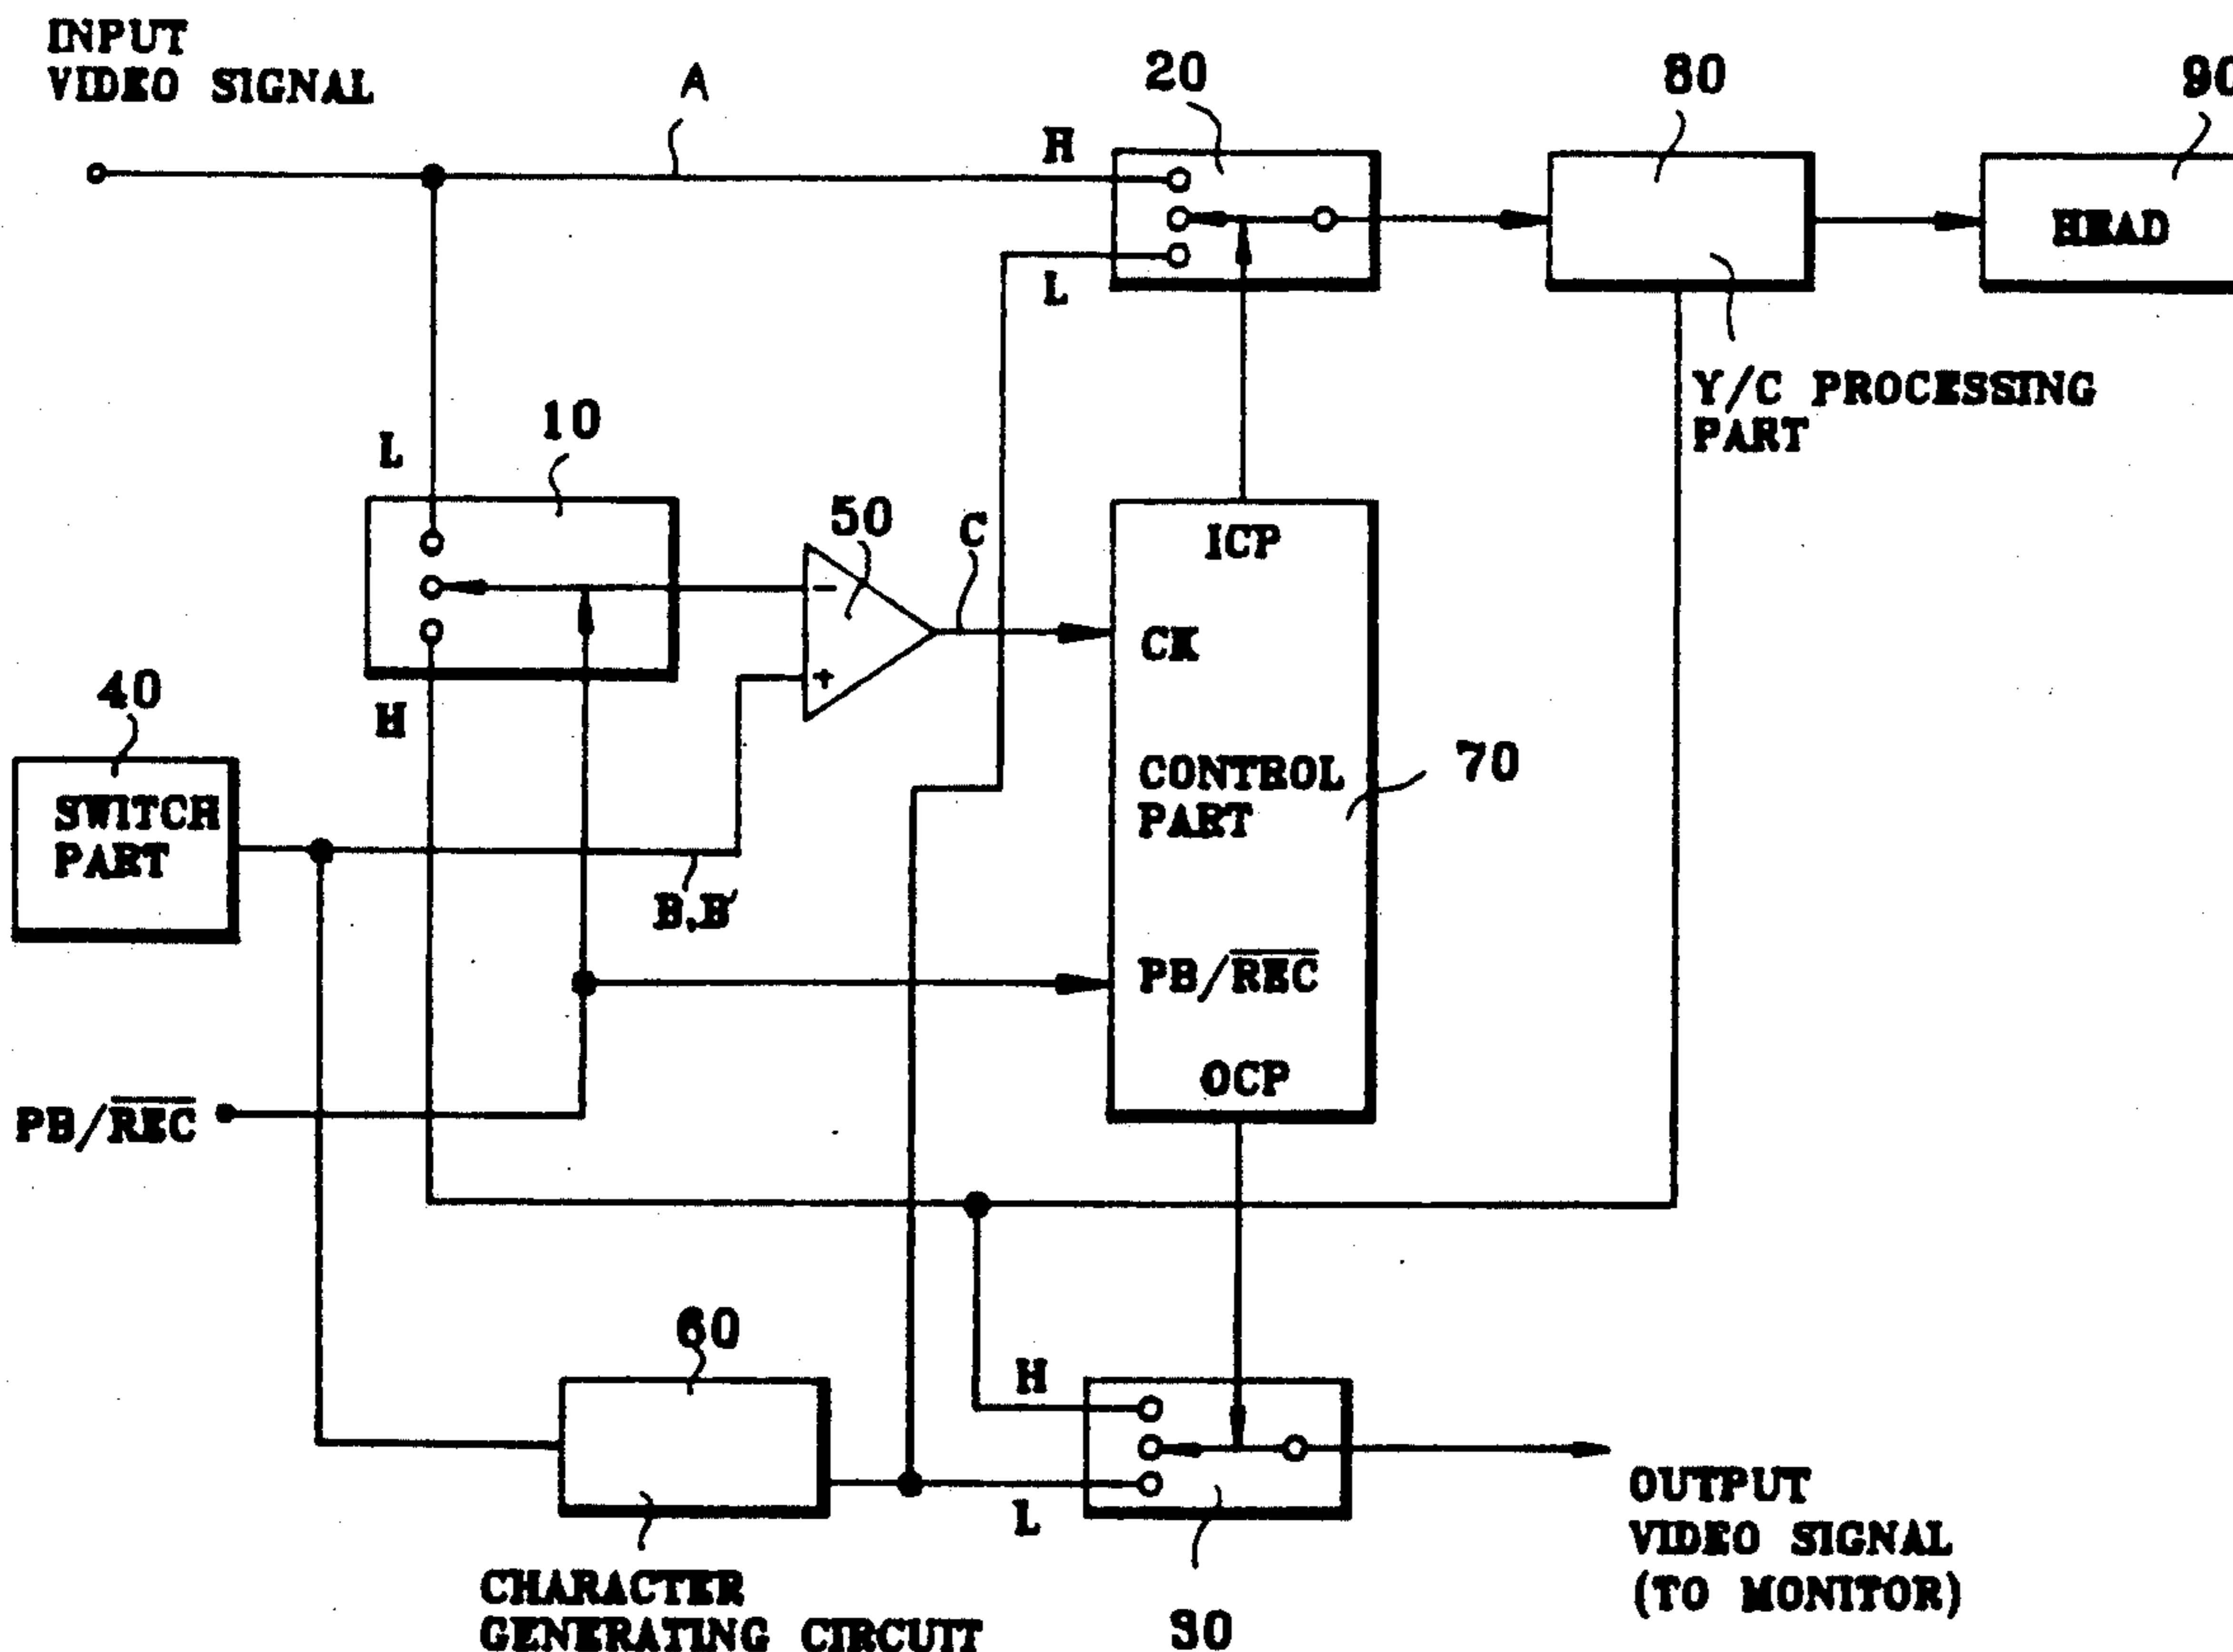 INPUT
VIDEO SIGNAL
A
20
80
90
H
L
HEAD
Y/C PROCESSING
PART
L
10
50
C
ICP
CK
-
+
H
40
SWITCH
PART
B,B'
CONTROL
PART
70
PB/REC
PB/REC
OCP
60
H
L
OUTPUT
VIDEO SIGNAL
(TO MONITOR)
CHARACTER
GENERATING CIRCUIT
30